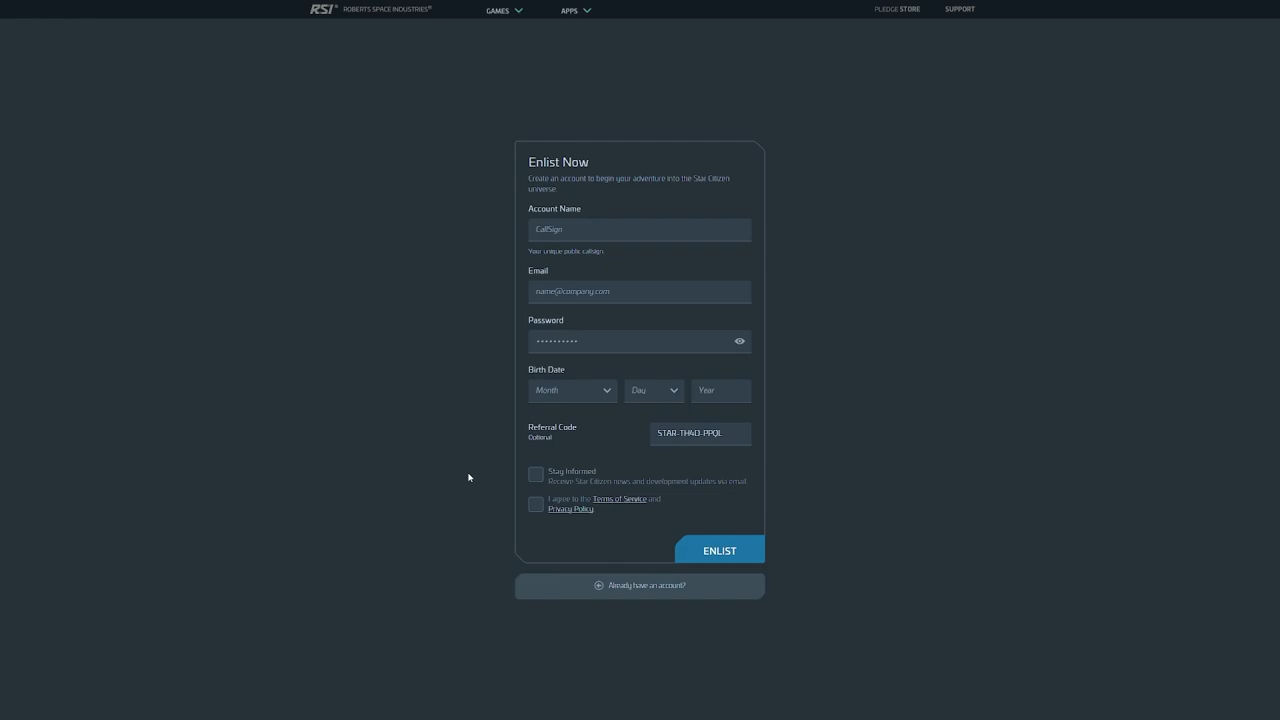 RSI® ROBERTS SPACE INDUSTRIES® GAMES APPS PLEDGE STORE SUPPORT
Enlist Now
Create an account to begin your adventure into the Star Citizen
universe.
Account Name
CallSign
Your unique public callsign
Email
name@company.com
Password
••••••••••
Birth Date
Month Day Year
Referral Code
Optional
STAR-TH4D-PPQL
Stay Informed
Receive Star Citizen news and development updates via email
I agree to the Terms of Service and
Privacy Policy
ENLIST
Already have an account?